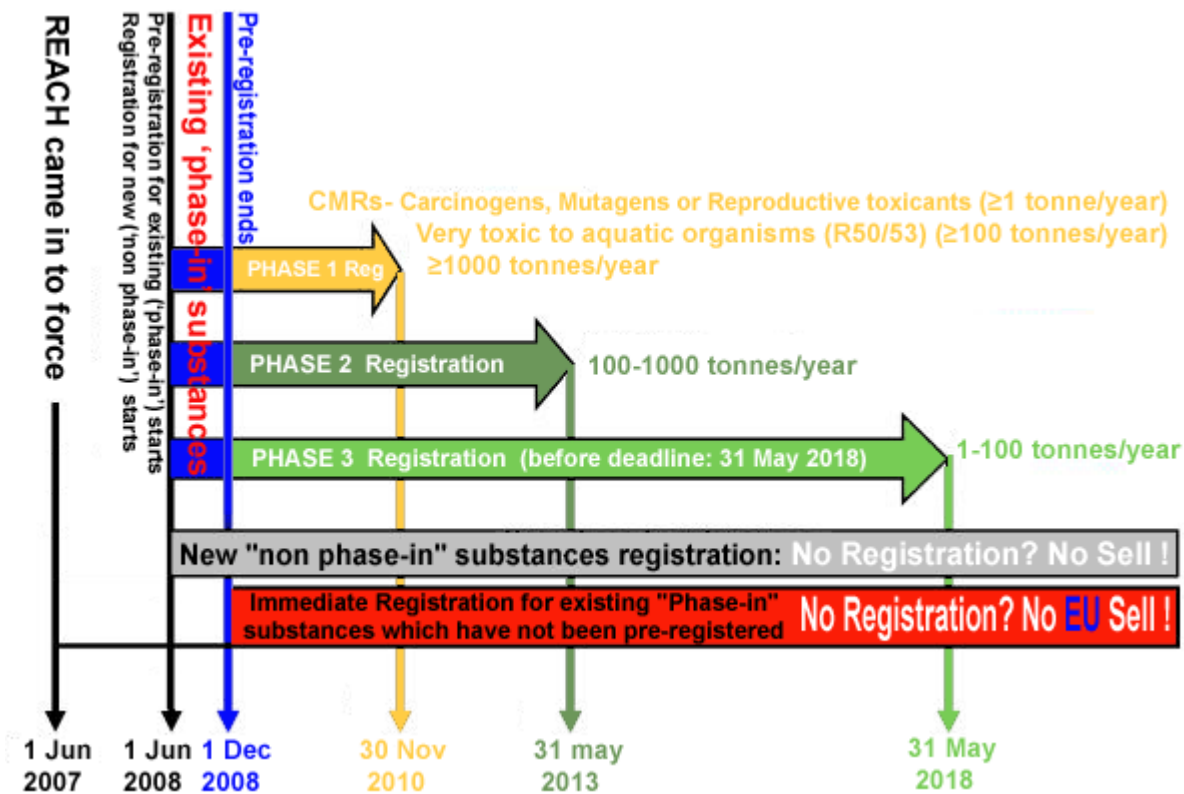 REACH came in to force
Registration for new ('non phase-in') starts
Pre-registration for existing ('phase-in') starts
Existing 'phase-in' substances
Pre-registration ends
CMRs- Carcinogens, Mutagens or Reproductive toxicants (≥1 tonne/year)
Very toxic to aquatic organisms (R50/53) (≥100 tonnes/year)
PHASE 1 Reg
≥1000 tonnes/year
PHASE 2 Registration
100-1000 tonnes/year
PHASE 3 Registration (before deadline: 31 May 2018)
1-100 tonnes/year
New "non phase-in" substances registration: No Registration? No Sell !
Immediate Registration for existing "Phase-in"
substances which have not been pre-registered
No Registration? No EU Sell !
1 Jun
2007
1 Jun
2008
1 Dec
2008
30 Nov
2010
31 may
2013
31 May
2018